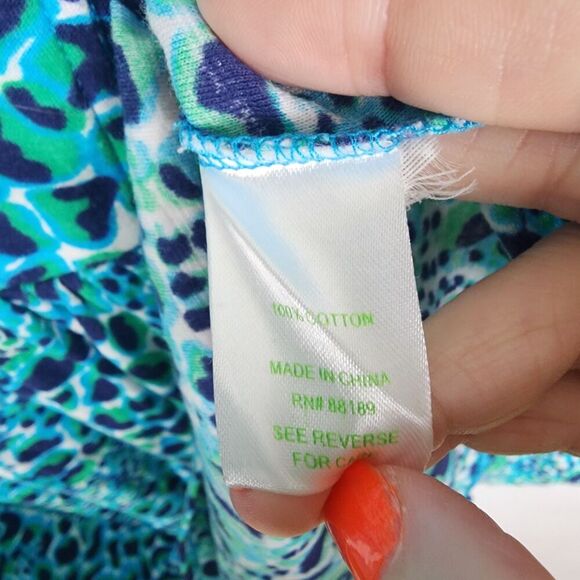 100% COTTON
MADE IN CHINA
RN# 88189
SEE REVERSE
FOR